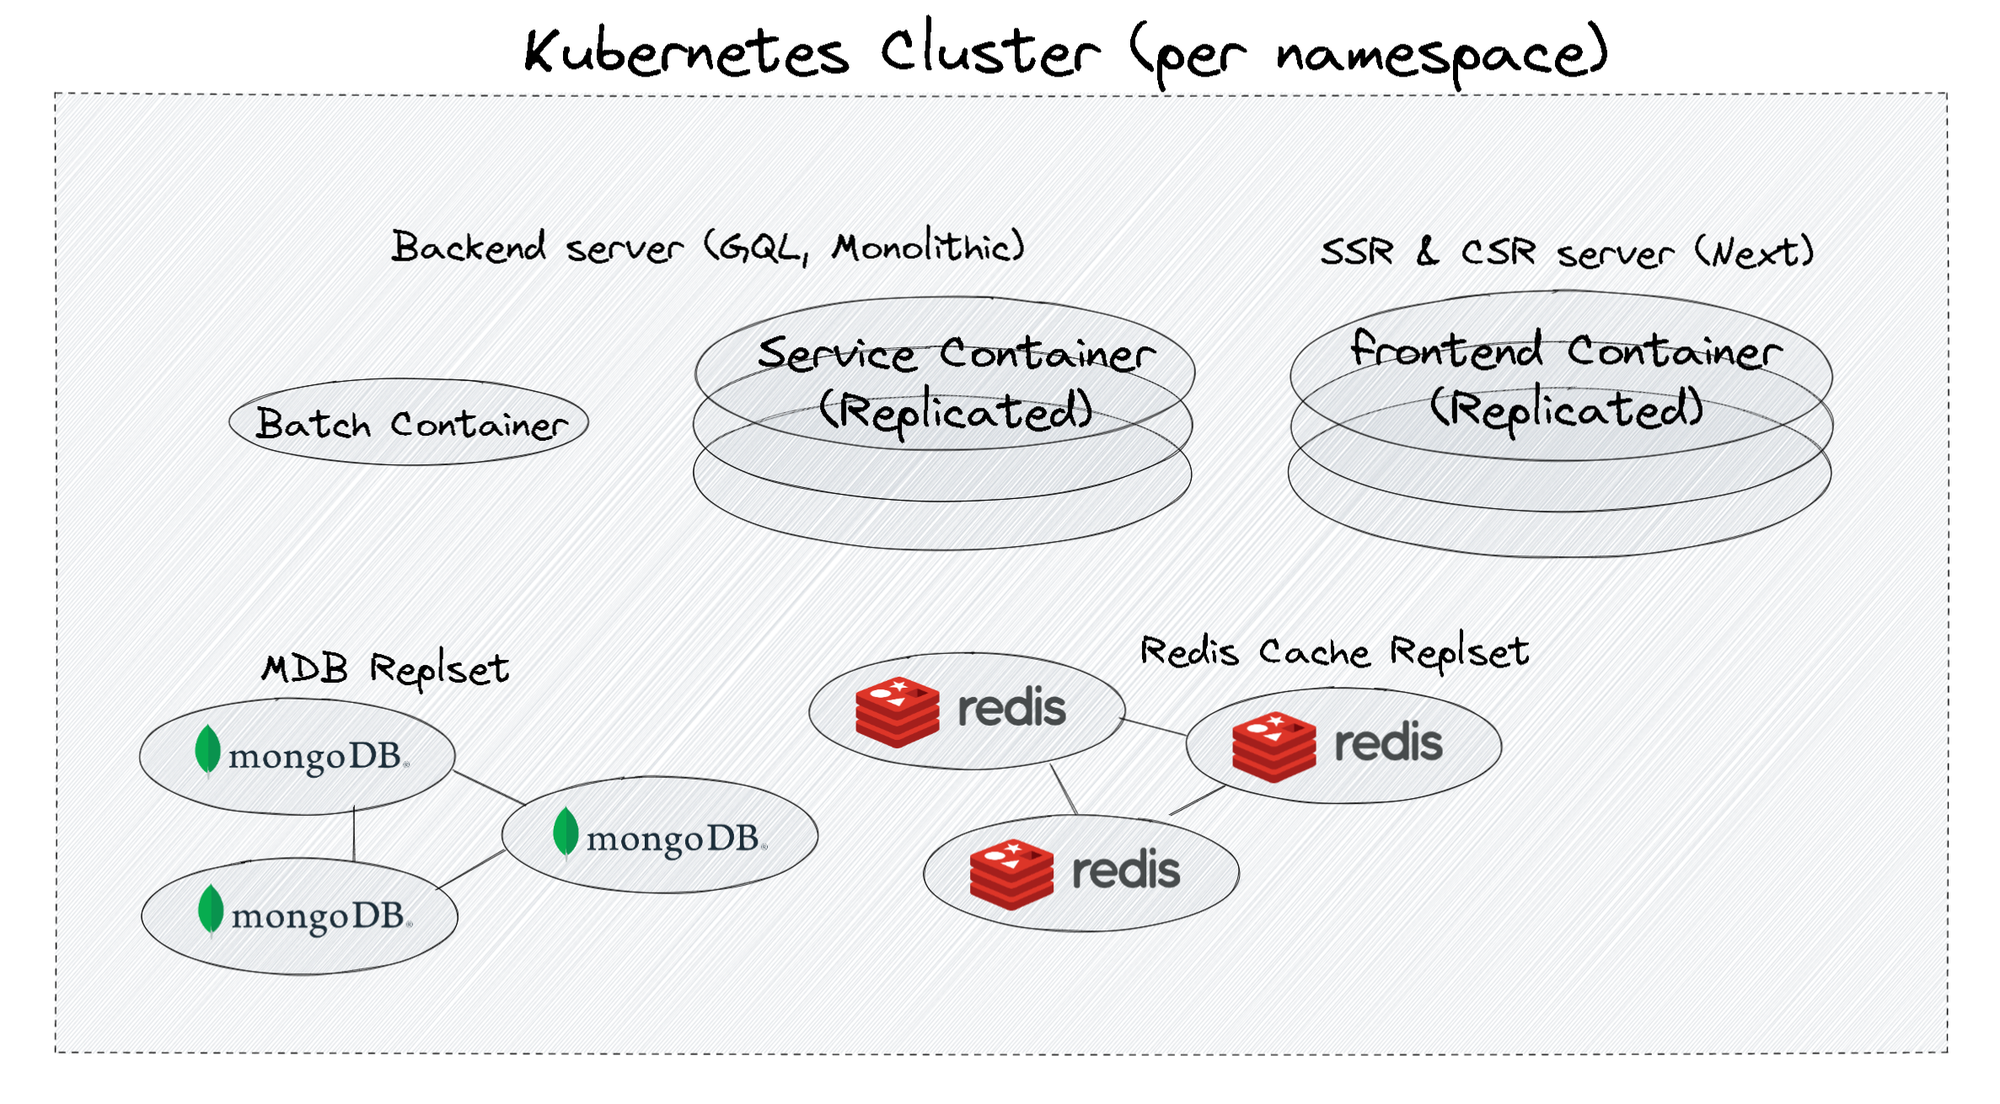 Kubernetes Cluster (per namespace)
Backend server (GQL, Monolithic)
SSR & CSR server (Next)
Batch Container
Service Container
(Replicated)
frontend Container
(Replicated)
MDB Replset
mongoDB®
mongoDB®
mongoDB®
Redis Cache Replset
redis
redis
redis